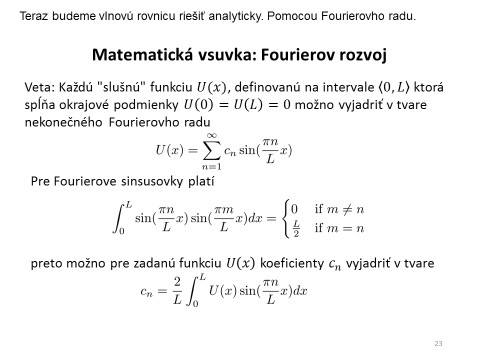 Teraz budeme vlnovú rovnicu riešiť analyticky. Pomocou Fourierovho radu.
Matematická vsuvka: Fourierov rozvoj
Veta: Každú "slušnú" funkciu U(x), definovanú na intervale ⟨0, L⟩ ktorá
spĺňa okrajové podmienky U(0) = U(L) = 0 možno vyjadriť v tvare
nekonečného Fourierovho radu
U(x) = \sum_{n=1}^{\infty} c_n \sin(\frac{\pi n}{L} x)
Pre Fourierove sinsusovky platí
\int_0^L \sin(\frac{\pi n}{L} x) \sin(\frac{\pi m}{L} x) dx = \begin{cases} 0 & \text{if } m \neq n \\ \frac{L}{2} & \text{if } m = n \end{cases}
preto možno pre zadanú funkciu U(x) koeficienty c_n vyjadriť v tvare
c_n = \frac{2}{L} \int_0^L U(x) \sin(\frac{\pi n}{L} x) dx
23